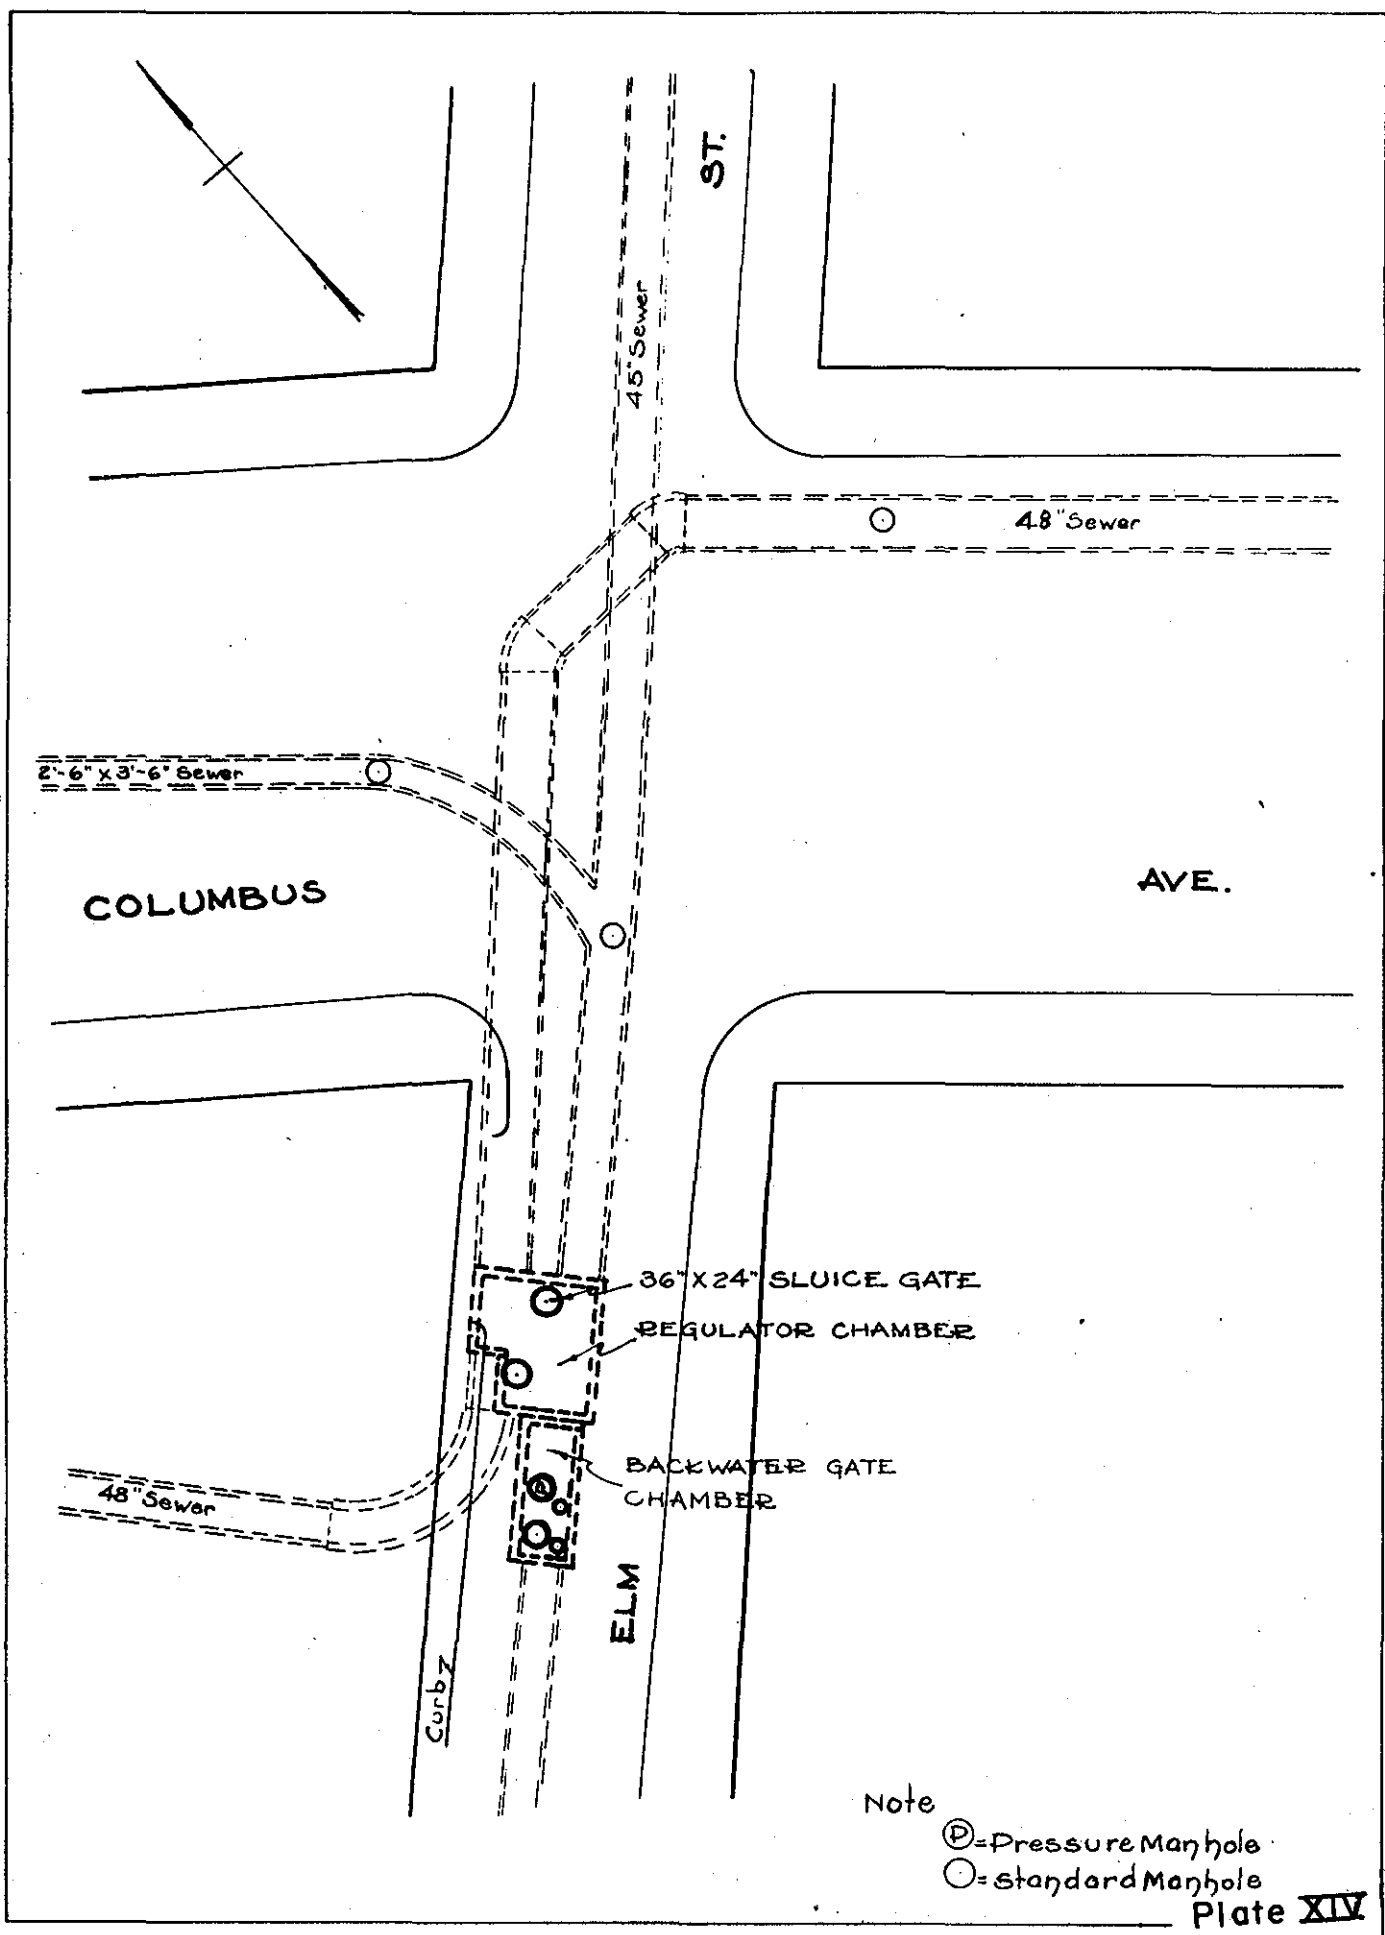 ST.
45" Sewer
48" Sewer
2'-6" X 3'-6" Sewer
COLUMBUS
AVE.
36" X 24" SLUICE GATE
REGULATOR CHAMBER
BACKWATER GATE
CHAMBER
48" Sewer
ELM
Curb
Note
P = Pressure Manhole
= Standard Manhole
Plate XIV